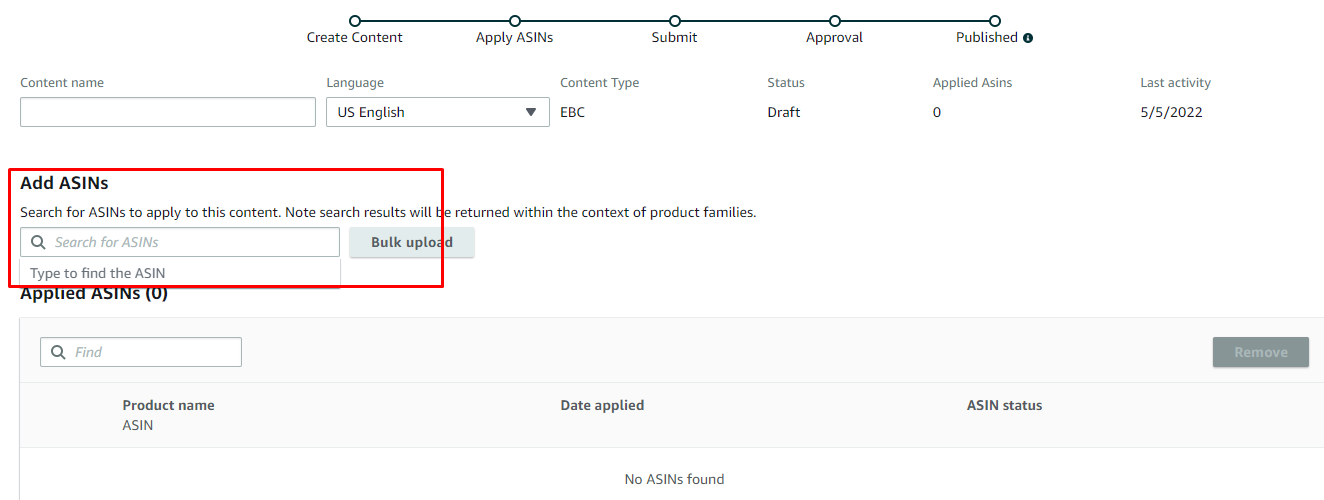 Create Content
Apply ASINs
Submit
Approval
Published
Content name
Language
Content Type
Status
Applied Asins
Last activity
US English
EBC
Draft
0
5/5/2022
Add ASINs
Search for ASINs to apply to this content. Note search results will be returned within the context of product families.
Search for ASINs
Bulk upload
Type to find the ASIN
Applied ASINs (0)
Find
Remove
Product name
Date applied
ASIN status
ASIN
No ASINs found